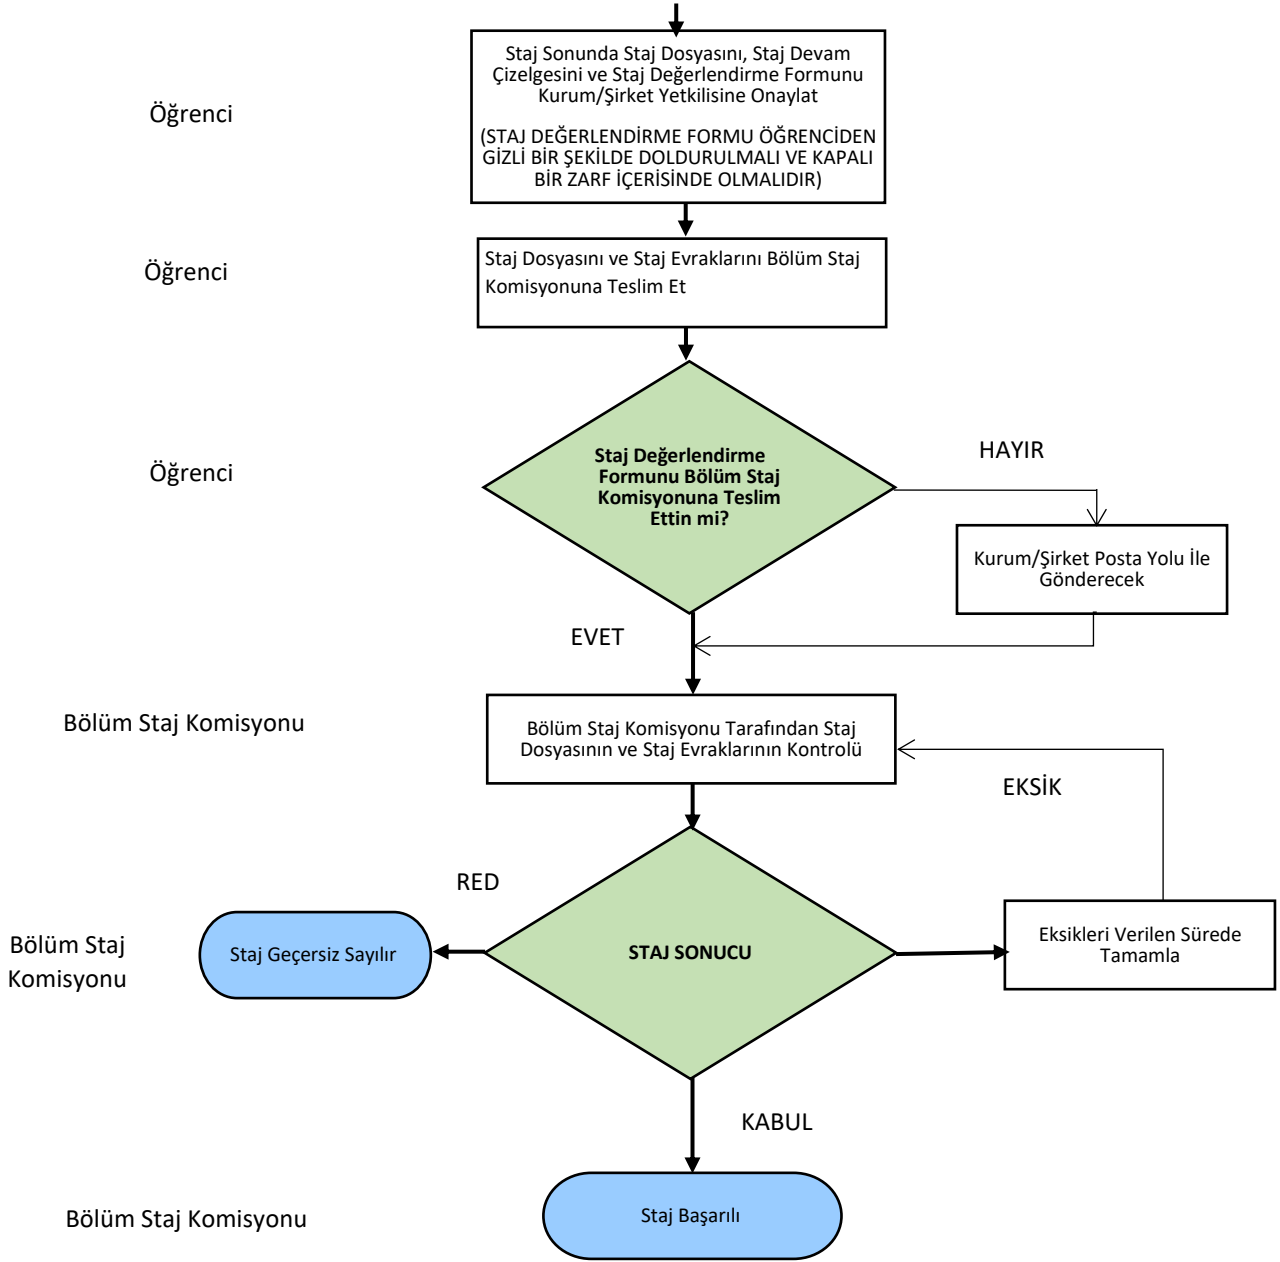 Staj Sonunda Staj Dosyasını, Staj Devam
Çizelgesini ve Staj Değerlendirme Formunu
Kurum/Şirket Yetkilisine Onaylat
(STAJ DEĞERLENDİRME FORMU ÖĞRENCİDEN
GİZLİ BİR ŞEKİLDE DOLDURULMALI VE KAPALI
BİR ZARF İÇERİSİNDE OLMALIDIR)
Öğrenci
Öğrenci
Staj Dosyasını ve Staj Evraklarını Bölüm Staj
Komisyonuna Teslim Et
Öğrenci
Staj Değerlendirme
Formunu Bölüm Staj
Komisyonuna Teslim
Ettin mi?
HAYIR
Kurum/Şirket Posta Yolu İle
Gönderecek
EVET
Bölüm Staj Komisyonu
Bölüm Staj Komisyonu Tarafından Staj
Dosyasının ve Staj Evraklarının Kontrolü
EKSİK
RED
Bölüm Staj
Komisyonu
Staj Geçersiz Sayılır
STAJ SONUCU
Eksikleri Verilen Sürede
Tamamla
KABUL
Bölüm Staj Komisyonu
Staj Başarılı